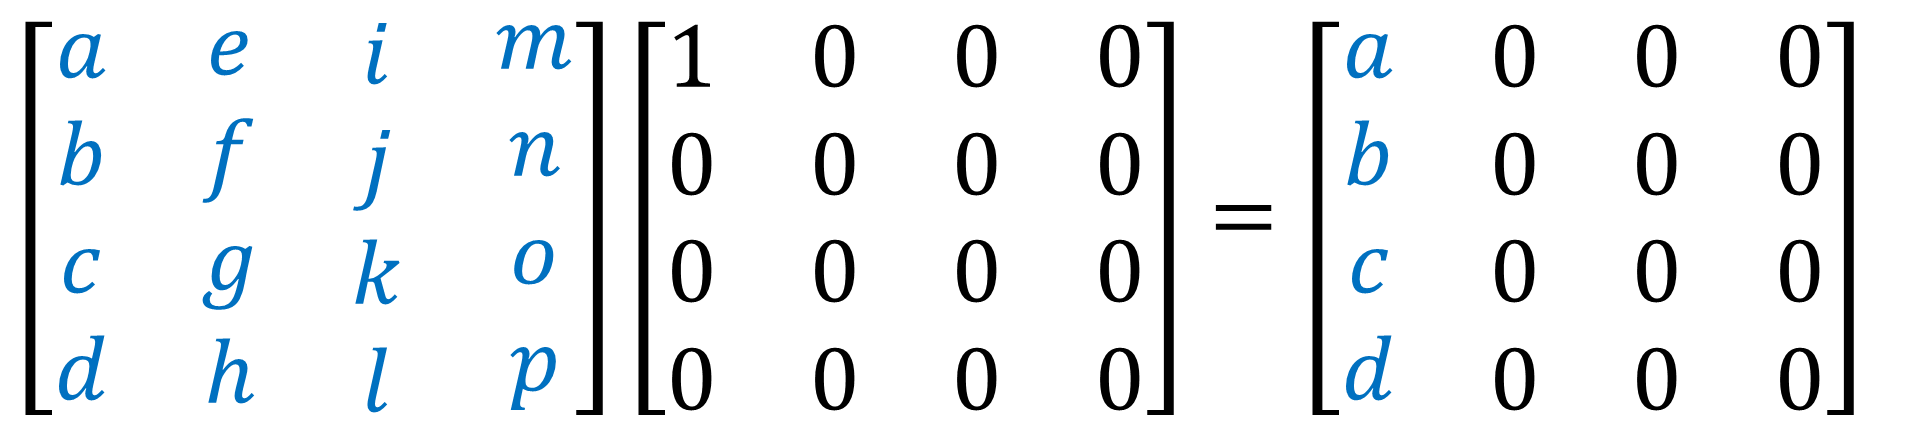 a e i m 1 0 0 0 a 0 0 0
b f j n 0 0 0 0 b 0 0 0
c g k o 0 0 0 0 = c 0 0 0
d h l p 0 0 0 0 d 0 0 0